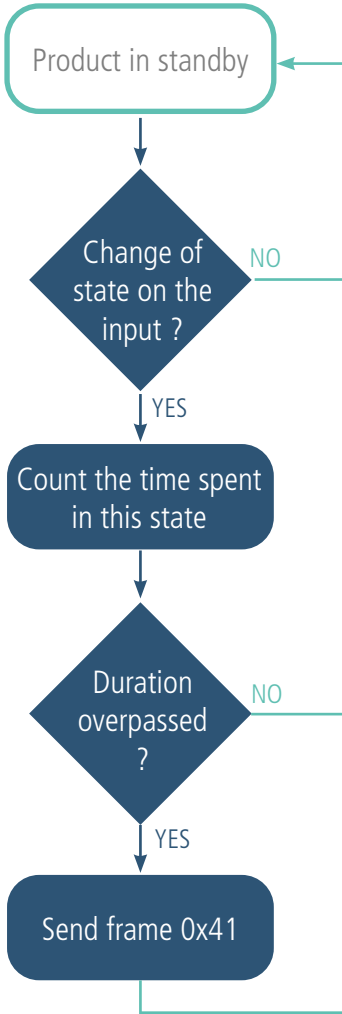 Product in standby
Change of
state on the
input ?
NO
YES
Count the time spent
in this state
Duration
overpassed
?
NO
YES
Send frame 0x41